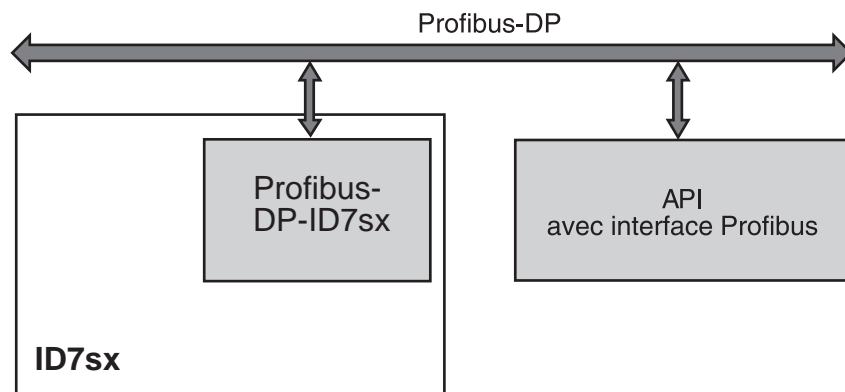 Profibus-DP
Profibus-
DP-ID7sx
API
avec interface Profibus
ID7sx